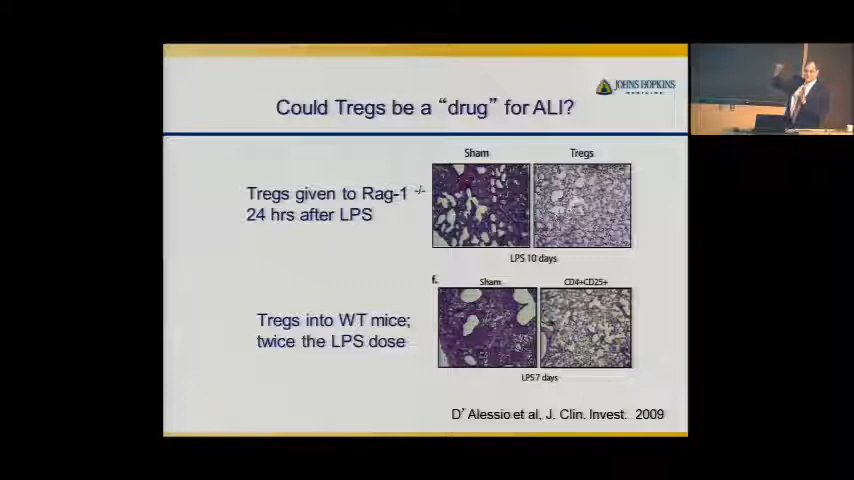 JOHNS HOPKINS
MEDICINE
Could Tregs be a “drug” for ALI?
Sham Tregs
Tregs given to Rag-1 -/-
24 hrs after LPS
LPS 10 days
f. Sham CD4+CD25+
Tregs into WT mice;
twice the LPS dose
LPS 7 days
D’Alessio et al, J. Clin. Invest. 2009